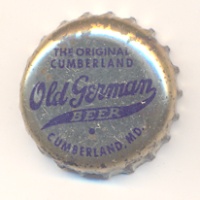 THE ORIGINAL
CUMBERLAND
Old German
BEER
CUMBERLAND, MD.